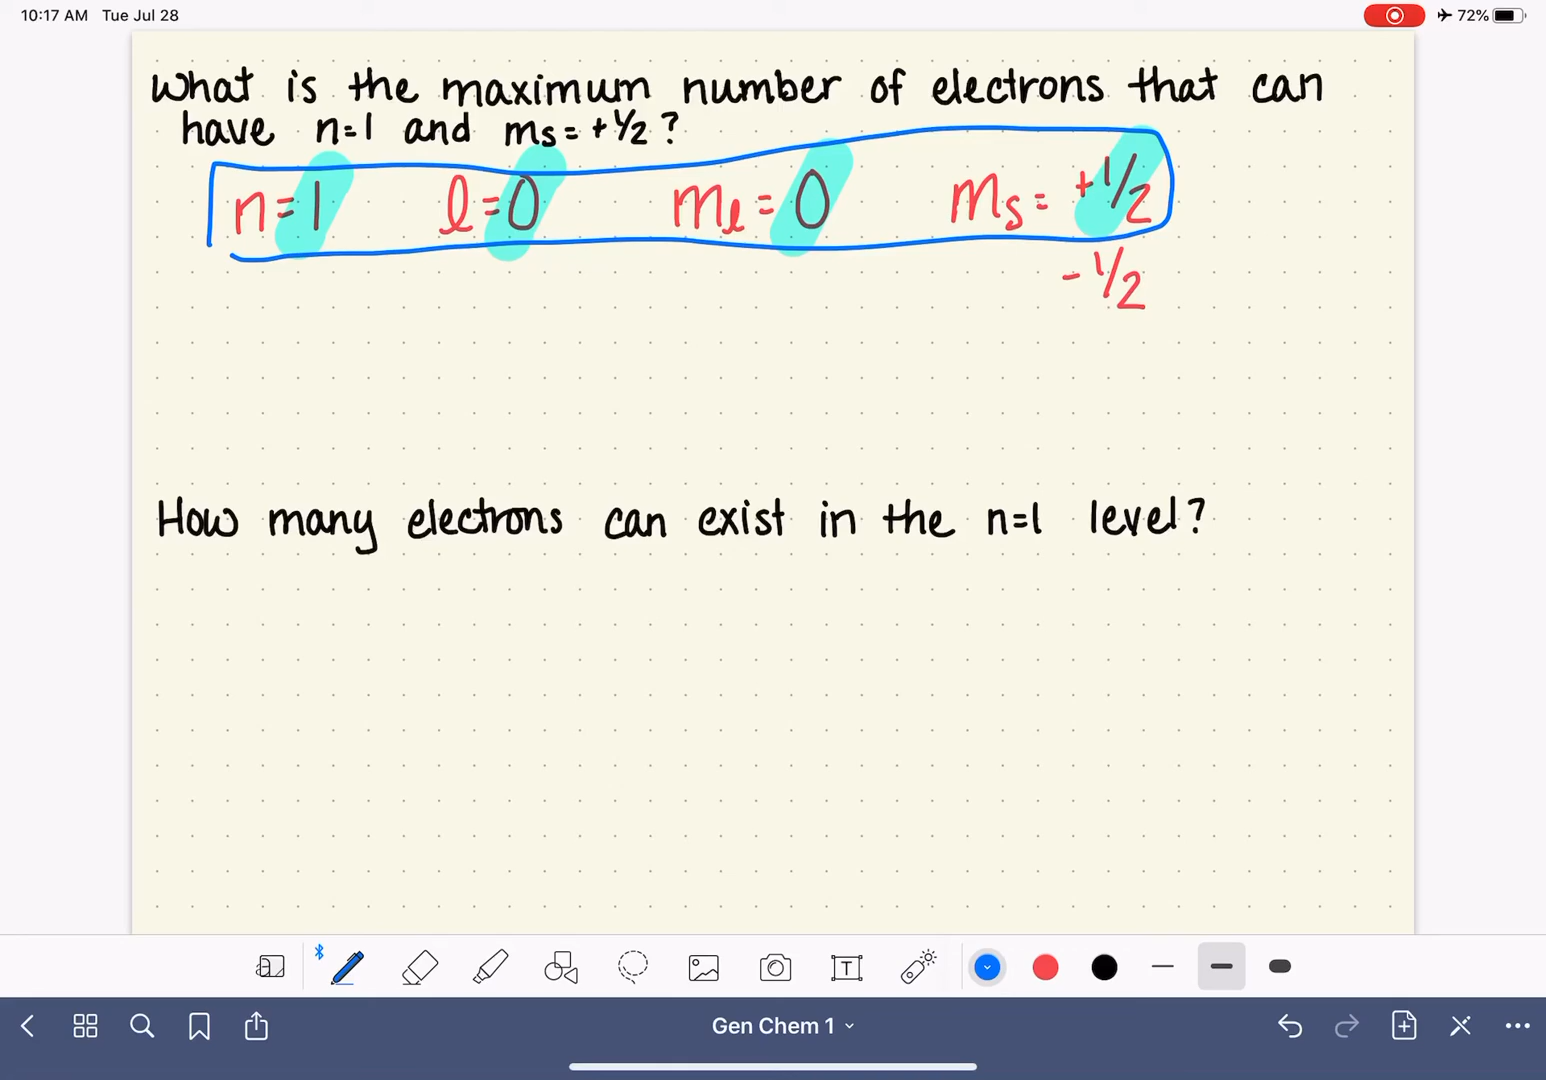 10:17 AM Tue Jul 28
72%
What is the maximum number of electrons that can
have n=1 and ms=+1/2?
n=1 l=0 ml=0 ms=+1/2
-1/2
How many electrons can exist in the n=1 level?
T
Gen Chem 1